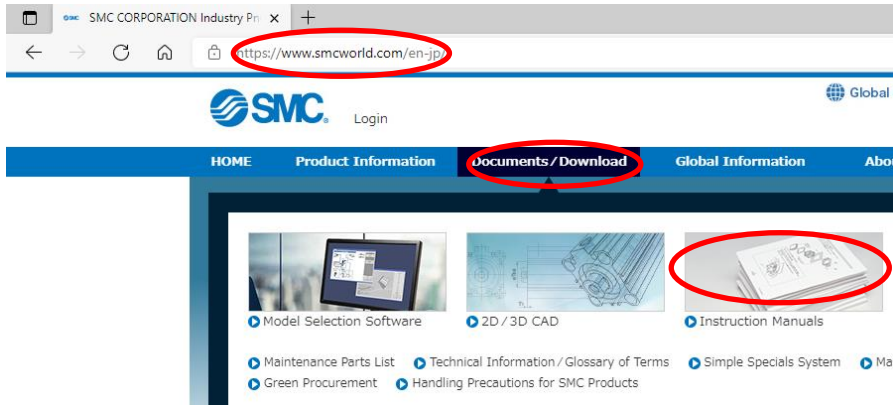 SMC SMC CORPORATION Industry Pr
https://www.smcworld.com/en-jp/
SMC. Login Global
HOME Product Information Documents/Download Global Information Abou
Model Selection Software 2D/3D CAD Instruction Manuals
Maintenance Parts List Technical Information/Glossary of Terms Simple Specials System Ma
Green Procurement Handling Precautions for SMC Products